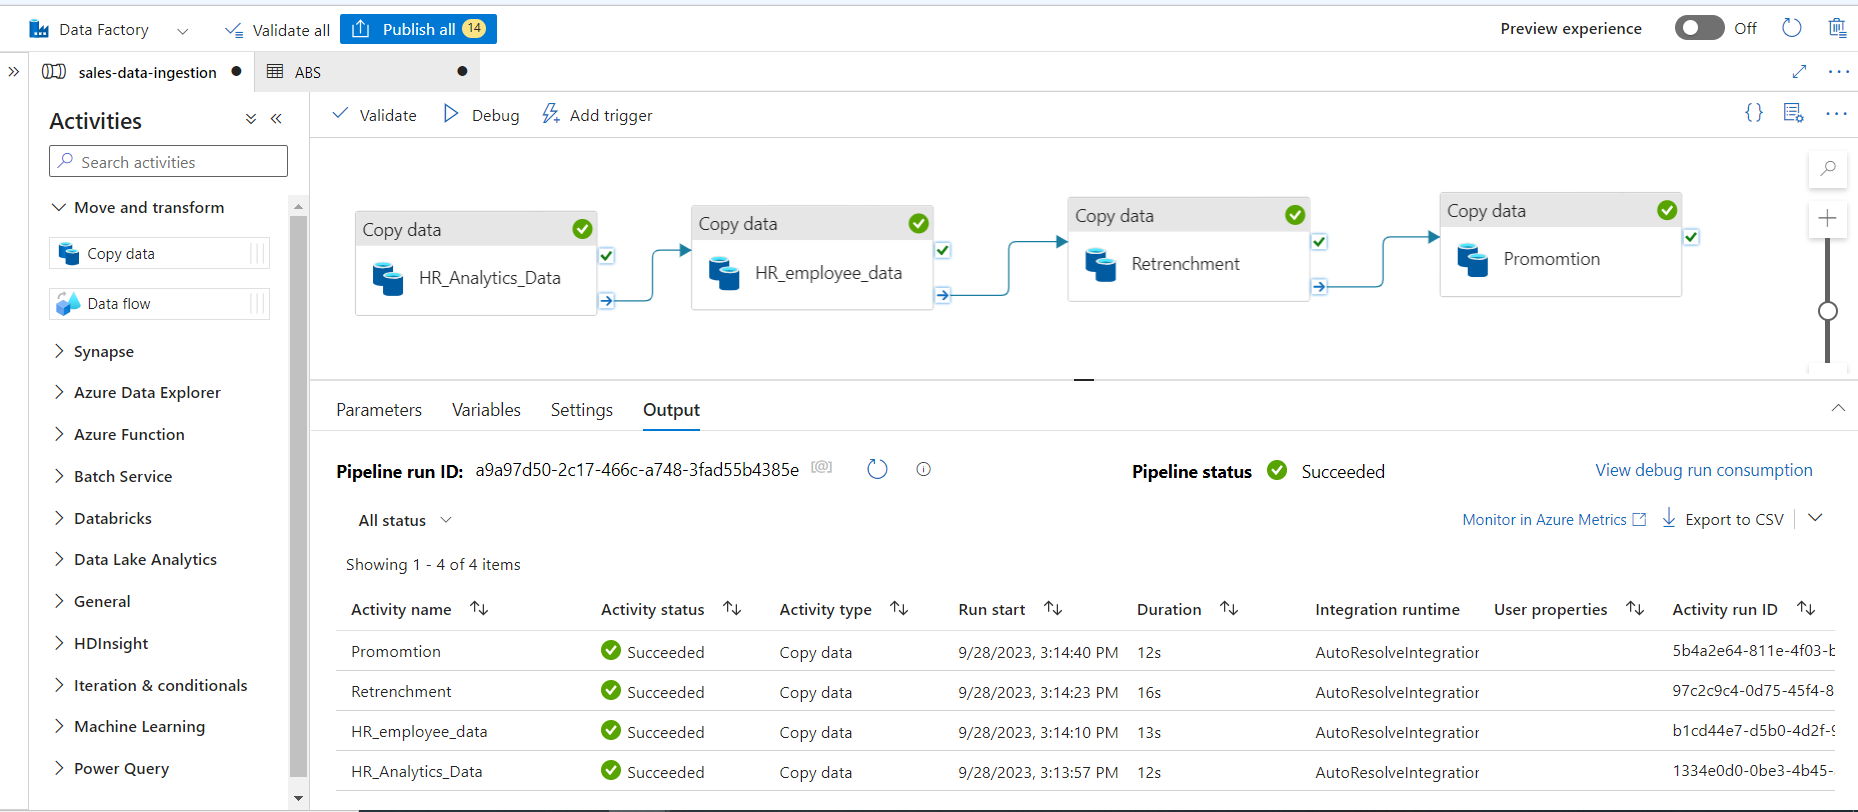 Data Factory Validate all Publish all 14 Preview experience Off
sales-data-ingestion ABS
Activities
Search activities
Move and transform
Copy data
Data flow
Synapse
Azure Data Explorer
Azure Function
Batch Service
Databricks
Data Lake Analytics
General
HDInsight
Iteration & conditionals
Machine Learning
Power Query
Validate Debug Add trigger {}
Copy data
HR_Analytics_Data
Copy data
HR_employee_data
Copy data
Retrenchment
Copy data
Promomtion
Parameters Variables Settings Output
Pipeline run ID: a9a97d50-2c17-466c-a748-3fad55b4385e [@] Pipeline status Succeeded View debug run consumption
All status Monitor in Azure Metrics Export to CSV
Showing 1 - 4 of 4 items
Activity name Activity status Activity type Run start Duration Integration runtime User properties Activity run ID
Promomtion Succeeded Copy data 9/28/2023, 3:14:40 PM 12s AutoResolveIntegration 5b4a2e64-811e-4f03-b
Retrenchment Succeeded Copy data 9/28/2023, 3:14:23 PM 16s AutoResolveIntegration 97c2c9c4-0d75-45f4-8
HR_employee_data Succeeded Copy data 9/28/2023, 3:14:10 PM 13s AutoResolveIntegration b1cd44e7-d5b0-4d2f-9
HR_Analytics_Data Succeeded Copy data 9/28/2023, 3:13:57 PM 12s AutoResolveIntegration 1334e0d0-0be3-4b45-